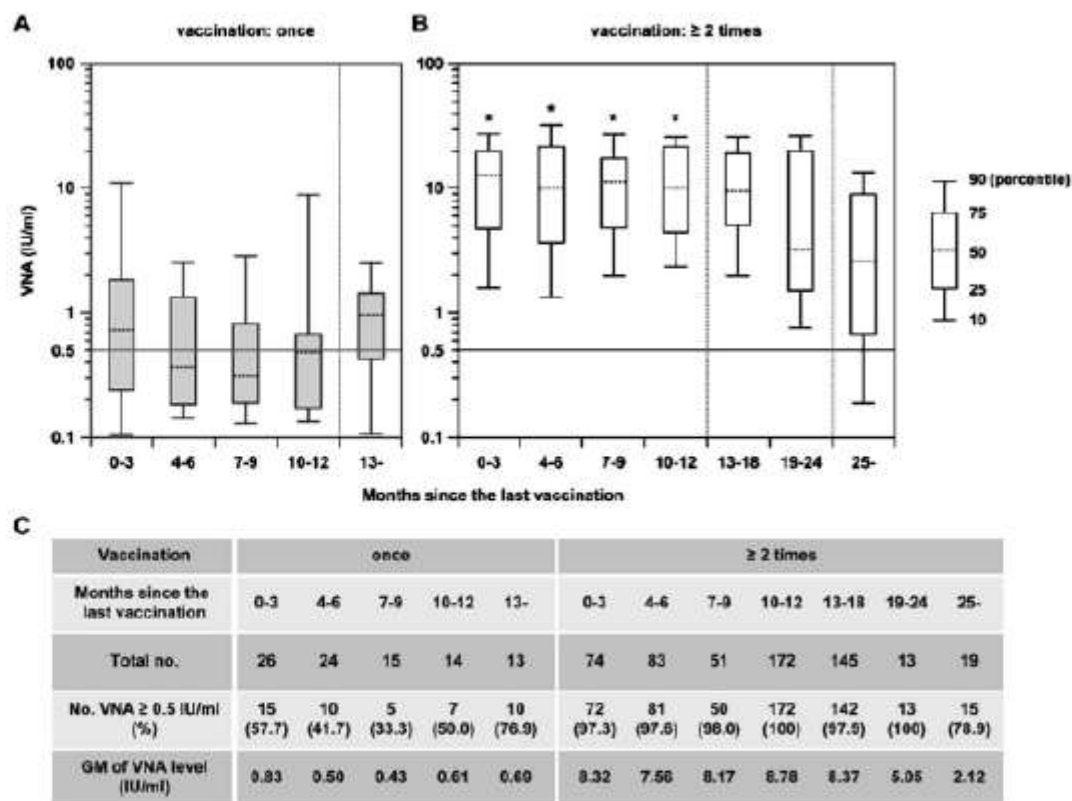 A
vaccination: once
B
vaccination: ≥ 2 times
VNA (IU/ml)
100
10
1
0.5
0.1
0-3 4-6 7-9 10-12 13-
100
10
1
0.5
0.1
0-3 4-6 7-9 10-12 13-18 19-24 25-
* * * *
90 (percentile)
75
50
25
10
Months since the last vaccination
C
Vaccination once ≥ 2 times
Months since the
last vaccination
0-3 4-6 7-9 10-12 13- 0-3 4-6 7-9 10-12 13-18 19-24 25-
Total no. 26 24 15 14 13 74 83 51 172 145 13 19
No. VNA ≥ 0.5 IU/ml
(%)
15 10 5 7 10 72 81 50 172 142 13 15
(57.7) (41.7) (33.3) (50.0) (76.9) (97.3) (97.6) (98.0) (100) (97.9) (100) (78.9)
GM of VNA level
(IU/ml)
0.83 0.50 0.43 0.61 0.60 8.32 7.56 8.17 8.78 8.37 5.05 2.12